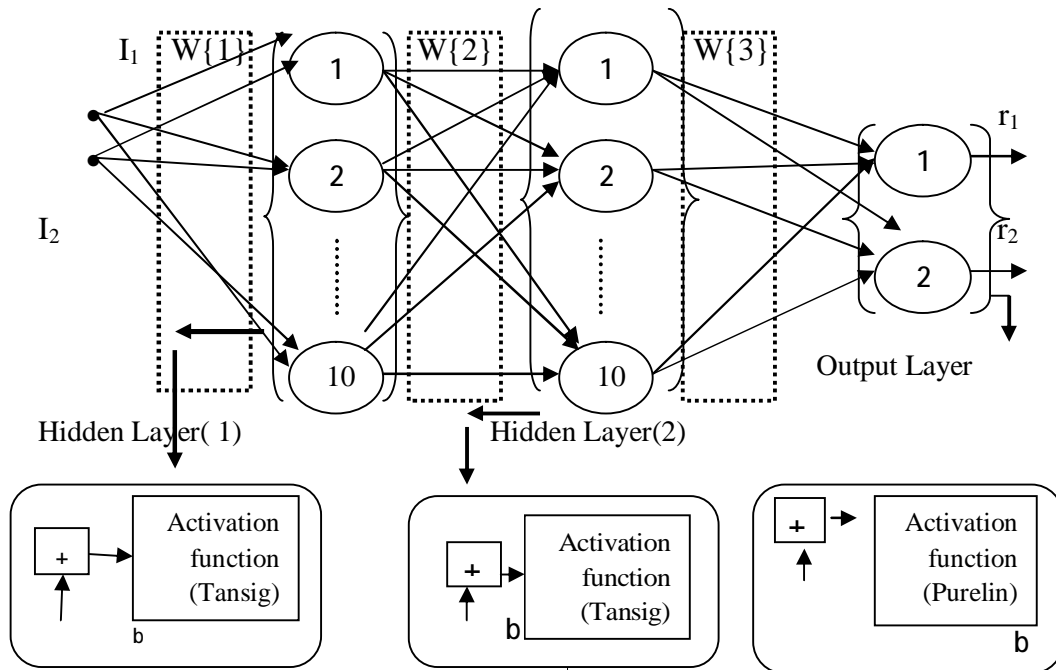 I1 W{1} W{2} W{3}
1 1
r1
1
2 2
I2
r2
2
10 10
Output Layer
Hidden Layer( 1) Hidden Layer(2)
+
Activation
function
(Tansig)
b
+
Activation
function
(Tansig)
b
+
Activation
function
(Purelin)
b